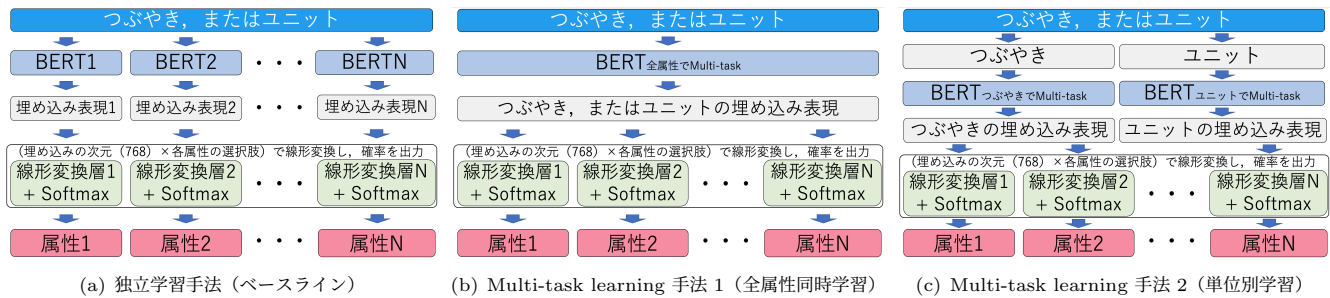 つぶやき，またはユニット
BERT1 BERT2 ・・・ BERTN
埋め込み表現1 埋め込み表現2 ・・・ 埋め込み表現N
（埋め込みの次元（768）×各属性の選択肢）で線形変換し，確率を出力
線形変換層1 線形変換層2 ・・・ 線形変換層N
+ Softmax + Softmax + Softmax
属性1 属性2 ・・・ 属性N
(a) 独立学習手法（ベースライン）
つぶやき，またはユニット
BERT全属性でMulti-task
つぶやき，またはユニットの埋め込み表現
（埋め込みの次元（768）×各属性の選択肢）で線形変換し，確率を出力
線形変換層1 線形変換層2 ・・・ 線形変換層N
+ Softmax + Softmax + Softmax
属性1 属性2 ・・・ 属性N
(b) Multi-task learning 手法 1（全属性同時学習）
つぶやき，またはユニット
つぶやき ユニット
BERTつぶやきでMulti-task BERTユニットでMulti-task
つぶやきの埋め込み表現 ユニットの埋め込み表現
（埋め込みの次元（768）×各属性の選択肢）で線形変換し，確率を出力
線形変換層1 線形変換層2 ・・・ 線形変換層N
+ Softmax + Softmax + Softmax
属性1 属性2 ・・・ 属性N
(c) Multi-task learning 手法 2（単位別学習）